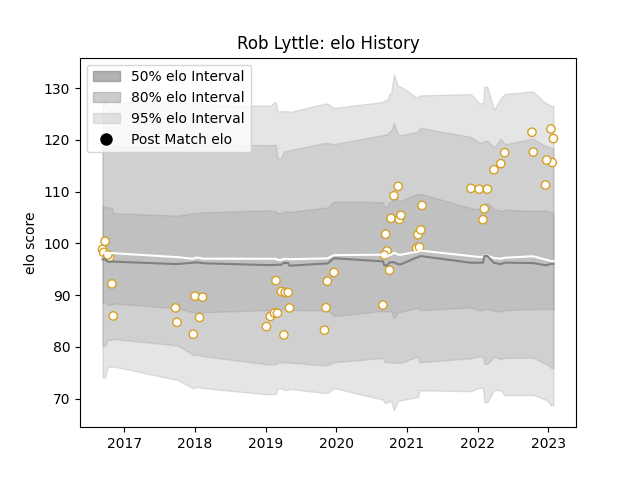 Rob Lyttle: elo History
50% elo Interval
80% elo Interval
95% elo Interval
Post Match elo
elo score
130
120
110
100
90
80
70
2017 2018 2019 2020 2021 2022 2023